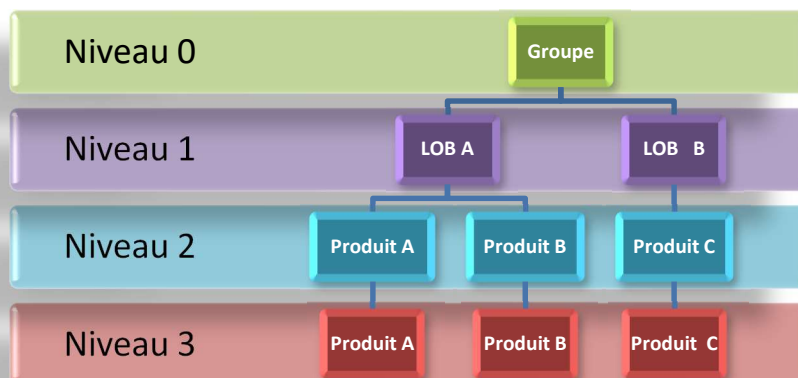 Niveau 0
Groupe
Niveau 1
LOB A
LOB B
Niveau 2
Produit A
Produit B
Produit C
Niveau 3
Produit A
Produit B
Produit C